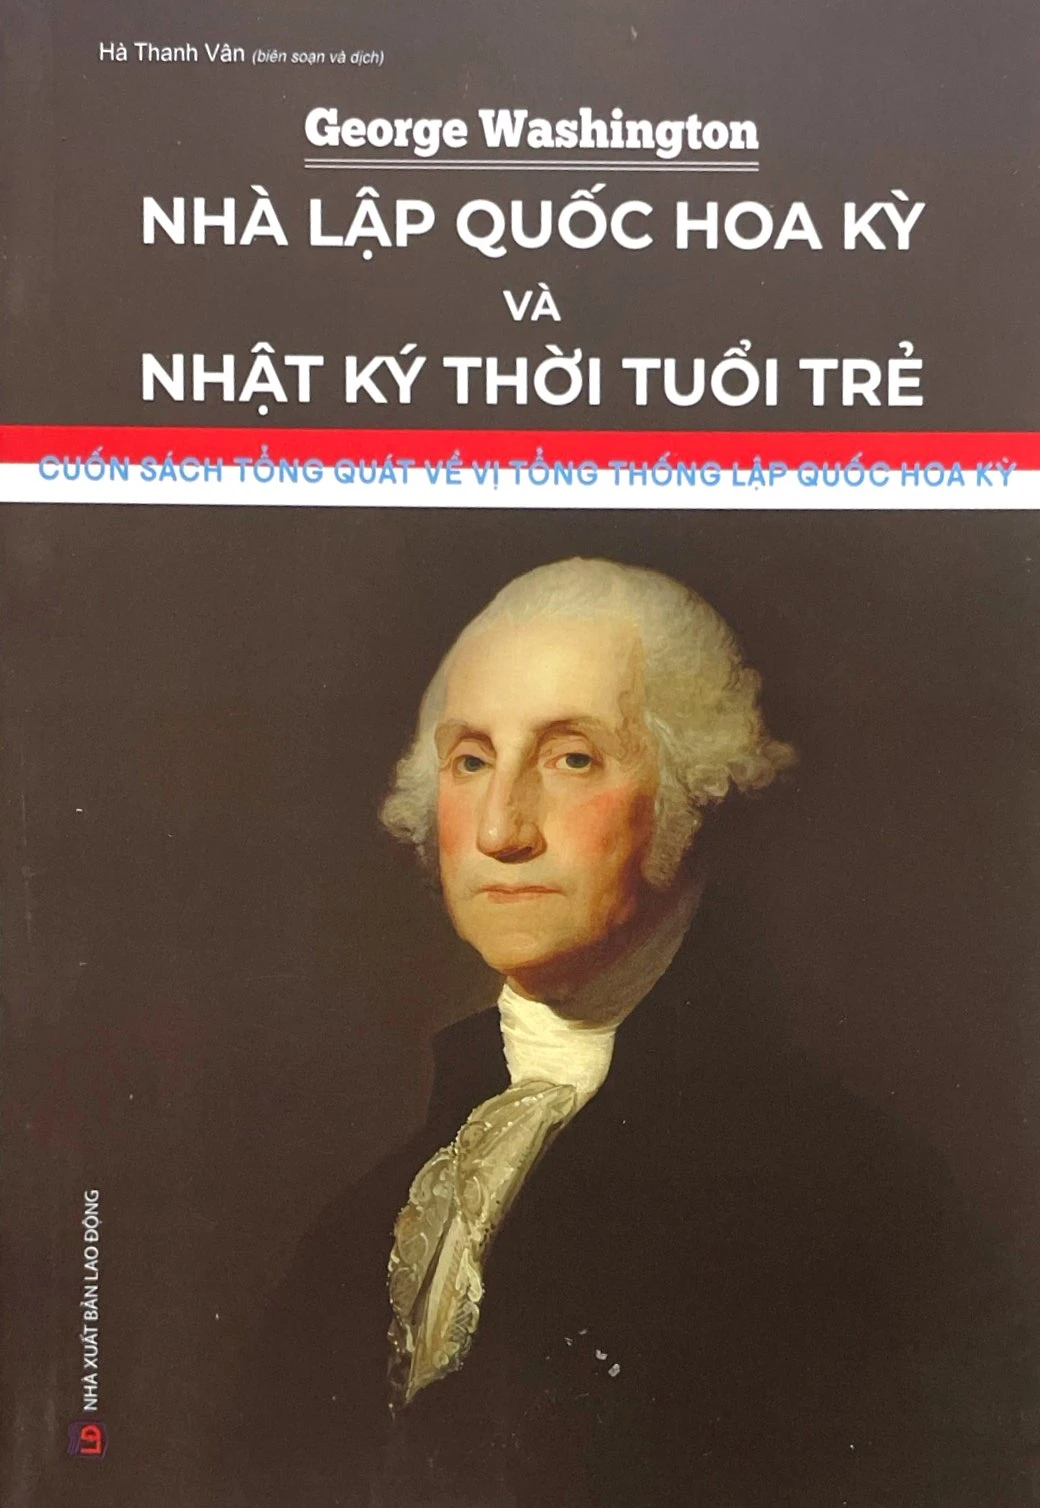 Hà Thanh Vân (biên soạn và dịch)
George Washington
NHÀ LẬP QUỐC HOA KỲ
VÀ
NHẬT KÝ THỜI TUỔI TRẺ
CUỐN SÁCH TỔNG QUÁT VỀ VỊ TỔNG THỐNG LẬP QUỐC HOA KỲ
NHÀ XUẤT BẢN LAO ĐỘNG
LĐ